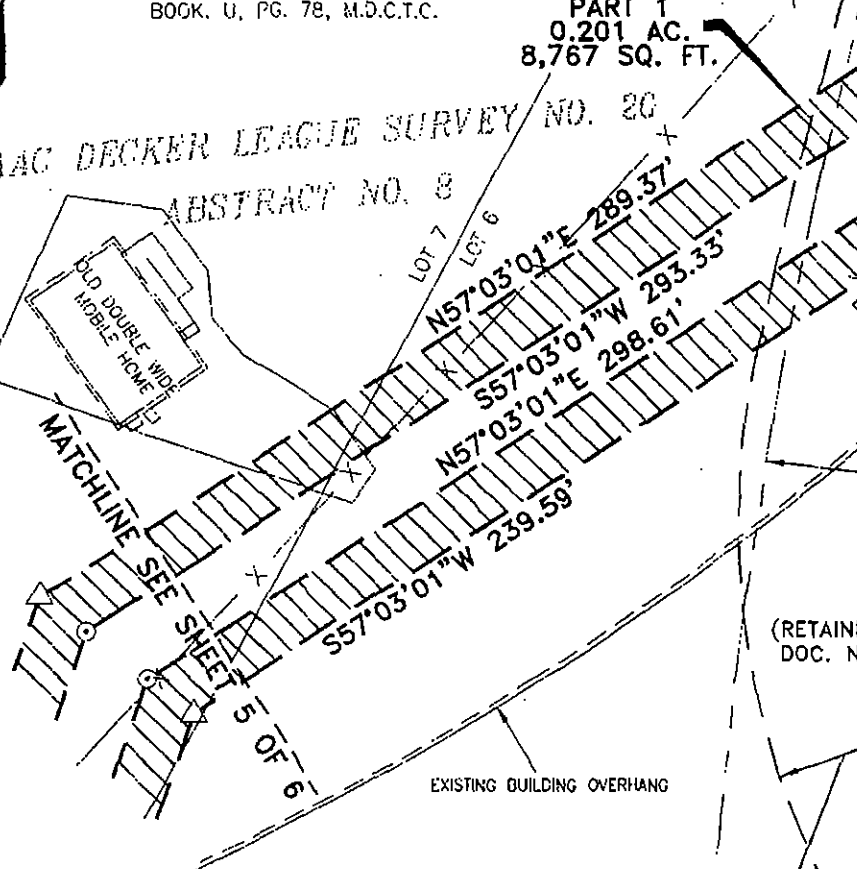 BOOK. U, PG. 78, M.D.C.T.C.
PART 1
0.201 AC.
8,767 SQ. FT.
DECKER LEAGUE SURVEY NO. 20
ABSTRACT NO. 8
LOT 7
LOT 6
OLD DOUBLE WIDE
MOBILE HOME
N57°03'01"E 289.37'
S57°03'01"W 293.33'
N57°03'01"E 298.61'
S57°03'01"W 239.59'
MATCHLINE SEE SHEET 5 OF 6
(RETAIN
DOC. N
EXISTING BUILDING OVERHANG